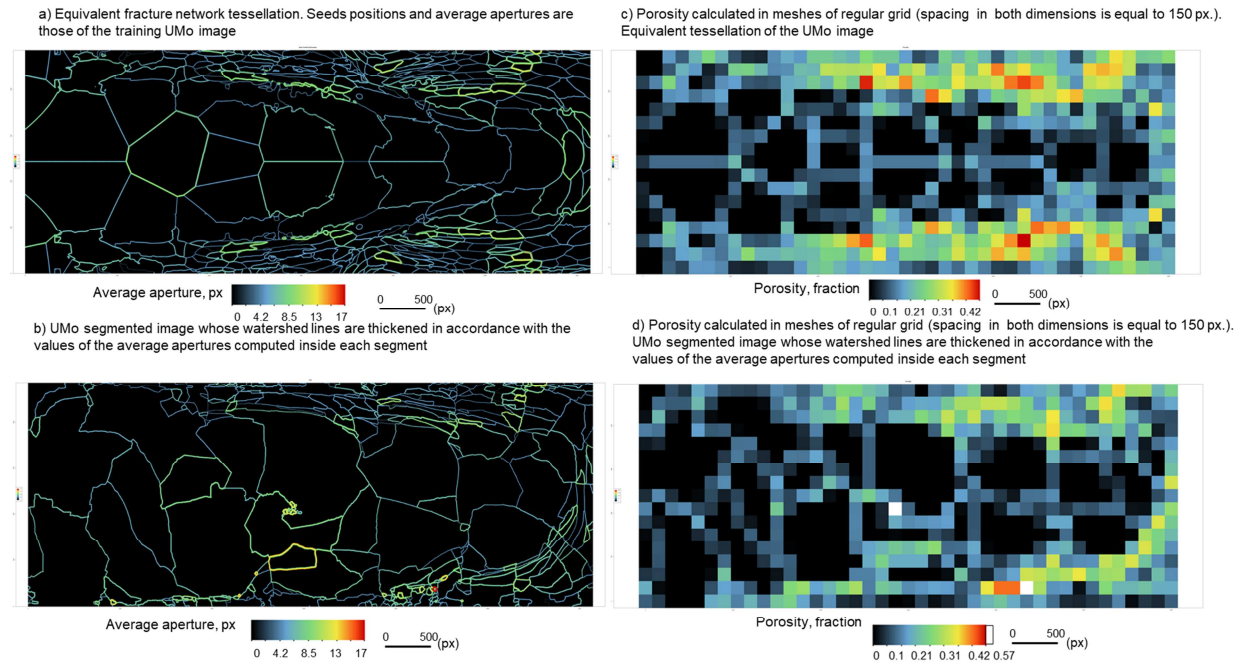 a) Equivalent fracture network tessellation. Seeds positions and average apertures are
those of the training UMo image
Average aperture, px
0 4.2 8.5 13 17
0 500
(px)
b) UMo segmented image whose watershed lines are thickened in accordance with the
values of the average apertures computed inside each segment
Average aperture, px
0 4.2 8.5 13 17
0 500
(px)
c) Porosity calculated in meshes of regular grid (spacing in both dimensions is equal to 150 px.).
Equivalent tessellation of the UMo image
Porosity, fraction
0 0.1 0.21 0.31 0.42
0 500
(px)
d) Porosity calculated in meshes of regular grid (spacing in both dimensions is equal to 150 px.).
UMo segmented image whose watershed lines are thickened in accordance with the
values of the average apertures computed inside each segment
Porosity, fraction
0 0.1 0.21 0.31 0.42 0.57
0 500
(px)